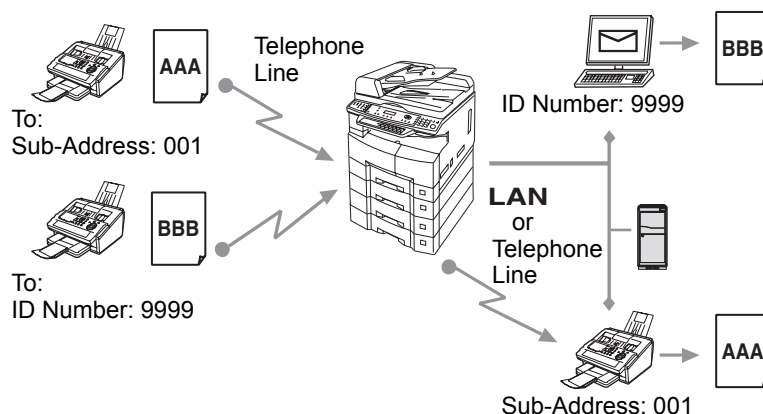 AAA
Telephone
Line
To:
Sub-Address: 001
BBB
To:
ID Number: 9999
BBB
ID Number: 9999
LAN
or
Telephone
Line
AAA
Sub-Address: 001